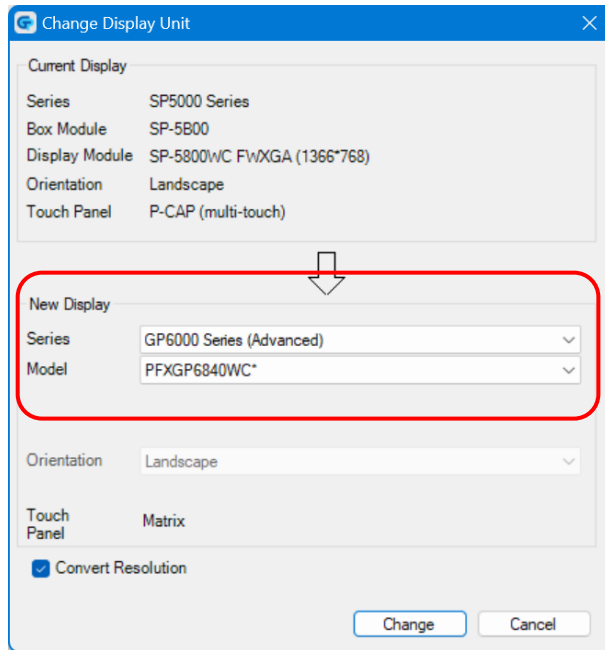 Change Display Unit
Current Display
Series SP5000 Series
Box Module SP-5B00
Display Module SP-5800WC FWXGA (1366*768)
Orientation Landscape
Touch Panel P-CAP (multi-touch)
New Display
Series GP6000 Series (Advanced)
Model PFXGP6840WC*
Orientation Landscape
Touch
Panel Matrix
Convert Resolution
Change Cancel